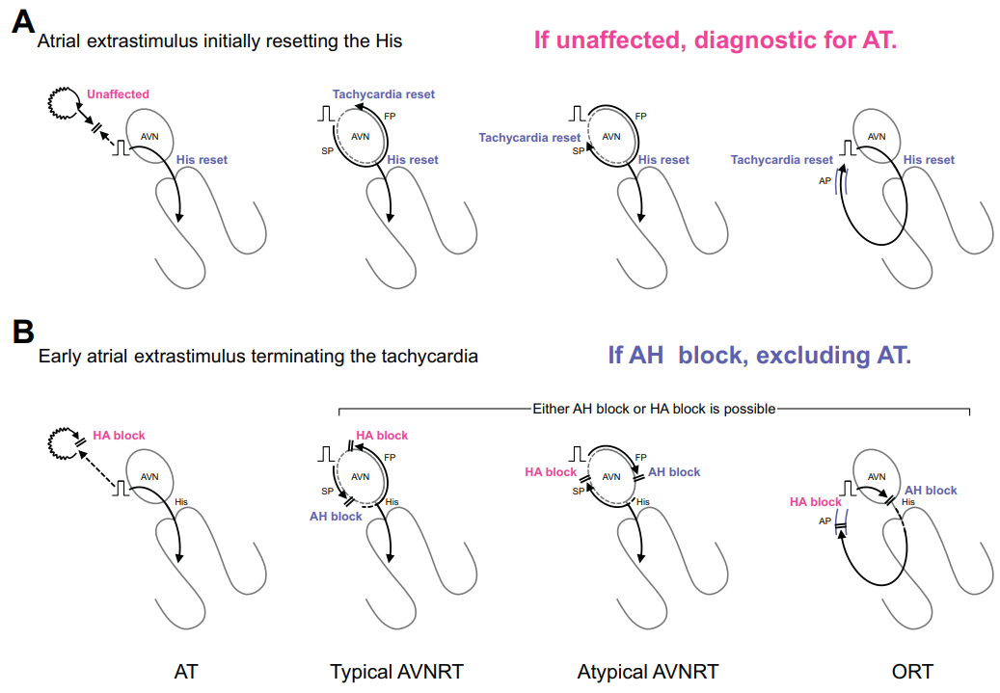 A
Atrial extrastimulus initially resetting the His
If unaffected, diagnostic for AT.
Unaffected
AVN
His reset
Tachycardia reset
FP
AVN
SP
His reset
FP
AVN
Tachycardia reset
SP
His reset
AVN
Tachycardia reset
His reset
AP
B
Early atrial extrastimulus terminating the tachycardia
If AH block, excluding AT.
Either AH block or HA block is possible
HA block
AVN
His
HA block
FP
AVN
SP
His
AH block
FP
HA block
AVN
AH block
SP
His
AVN
AH block
HA block
His
AP
AT
Typical AVNRT
Atypical AVNRT
ORT